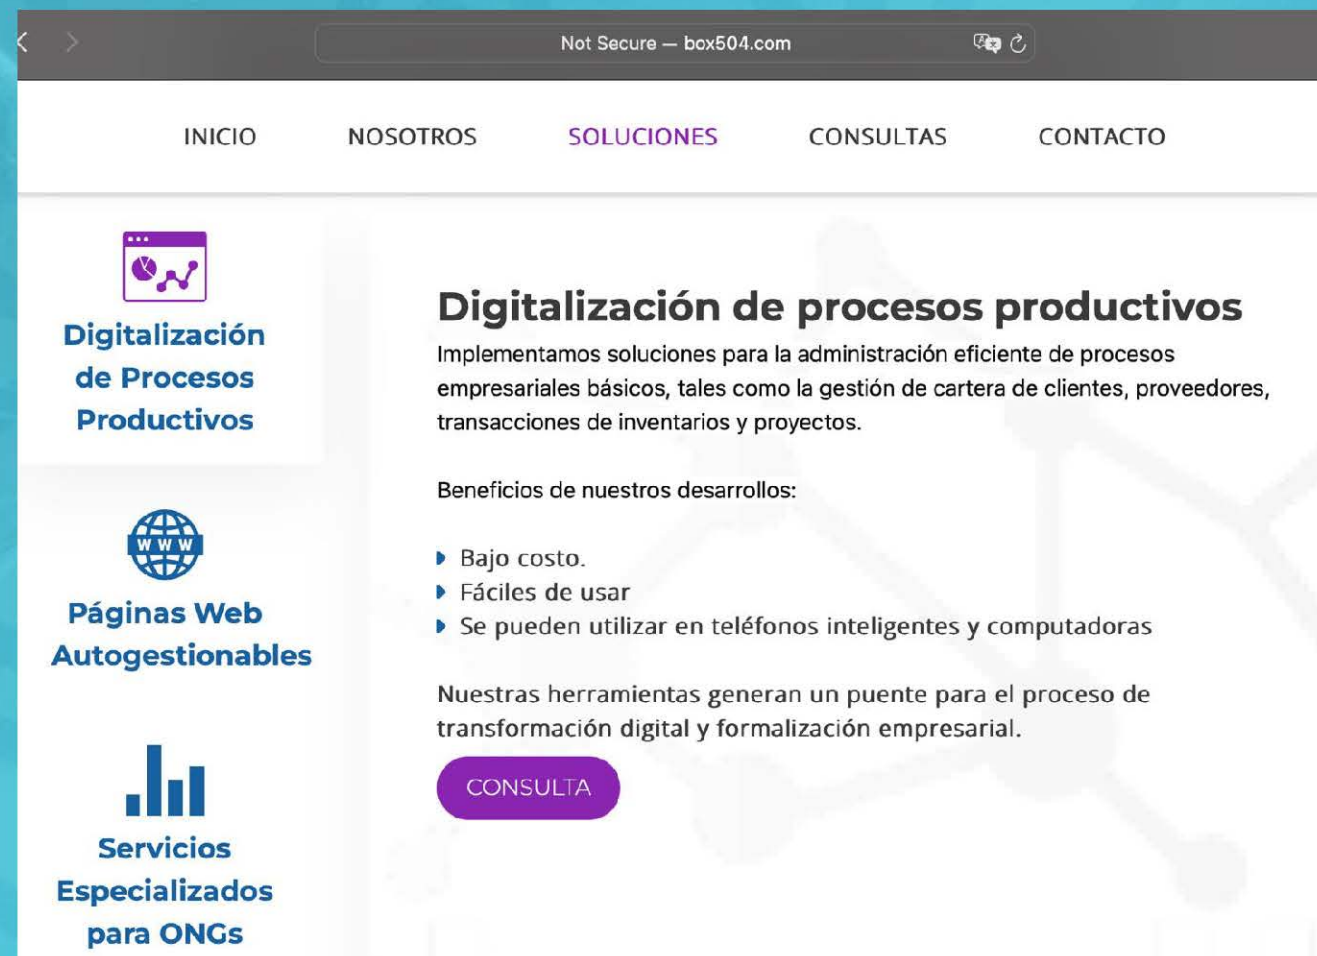 Not Secure — box504.com
INICIO NOSOTROS SOLUCIONES CONSULTAS CONTACTO
Digitalización
de Procesos
Productivos
Páginas Web
Autogestionables
Servicios
Especializados
para ONGs
Digitalización de procesos productivos
Implementamos soluciones para la administración eficiente de procesos
empresariales básicos, tales como la gestión de cartera de clientes, proveedores,
transacciones de inventarios y proyectos.
Beneficios de nuestros desarrollos:
Bajo costo.
Fáciles de usar
Se pueden utilizar en teléfonos inteligentes y computadoras
Nuestras herramientas generan un puente para el proceso de
transformación digital y formalización empresarial.
CONSULTA